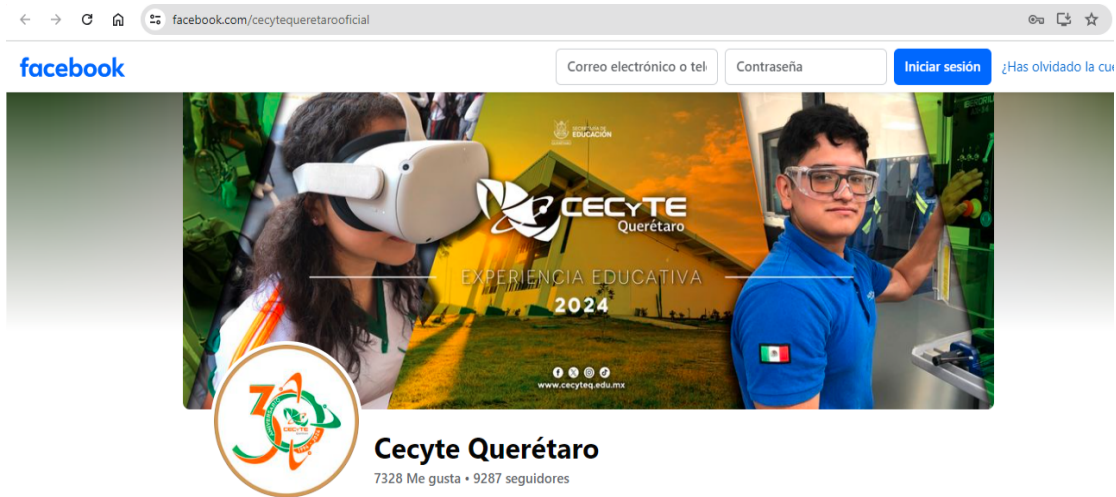 facebook.com/cecytequeretarooficial
facebook
Correo electrónico o tel
Contraseña
Iniciar sesión
¿Has olvidado la cue
SECRETARÍA DE
EDUCACIÓN
CECyTE
Querétaro
EXPERIENCIA EDUCATIVA
2024
www.cecyteq.edu.mx
30
CECYTE
Cecyte Querétaro
7328 Me gusta • 9287 seguidores